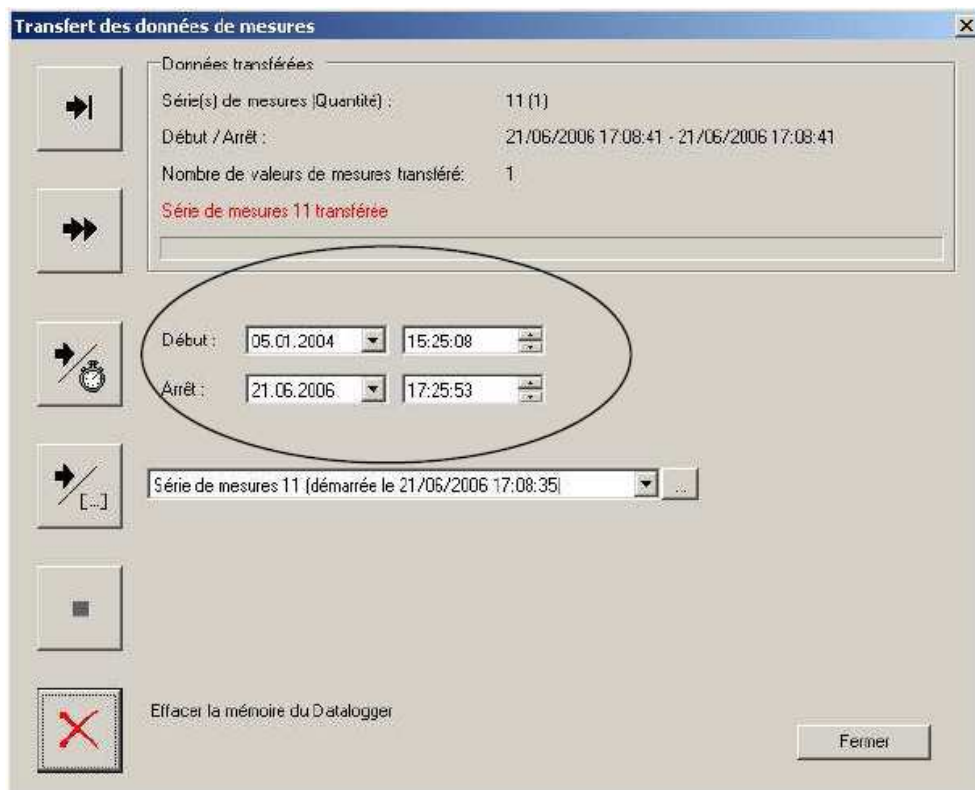 Transfert des données de mesures
Données transférées
Série(s) de mesures (Quantité) : 11 (1)
Début / Arrêt : 21/06/2006 17:08:41 - 21/06/2006 17:08:41
Nombre de valeurs de mesures transféré: 1
Série de mesures 11 transférée
Début : 05.01.2004 15:25:08
Arrêt : 21.06.2006 17:25:53
[...]
Série de mesures 11 (démarrée le 21/06/2006 17:08:35) ...
Effacer la mémoire du Datalogger
Fermer